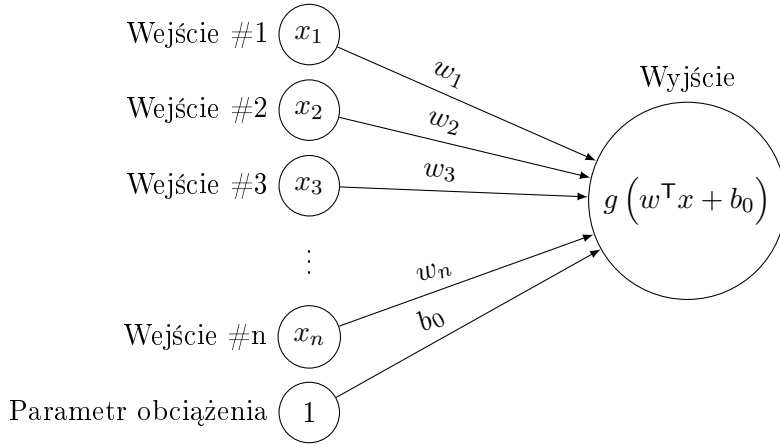 Wejście #1 x₁ w₁
Wyjście
Wejście #2 x₂ w₂
Wejście #3 x₃ w₃
g (wᵀx + b₀)
⋮
Wejście #n xₙ wₙ
b₀
Parametr obciążenia 1